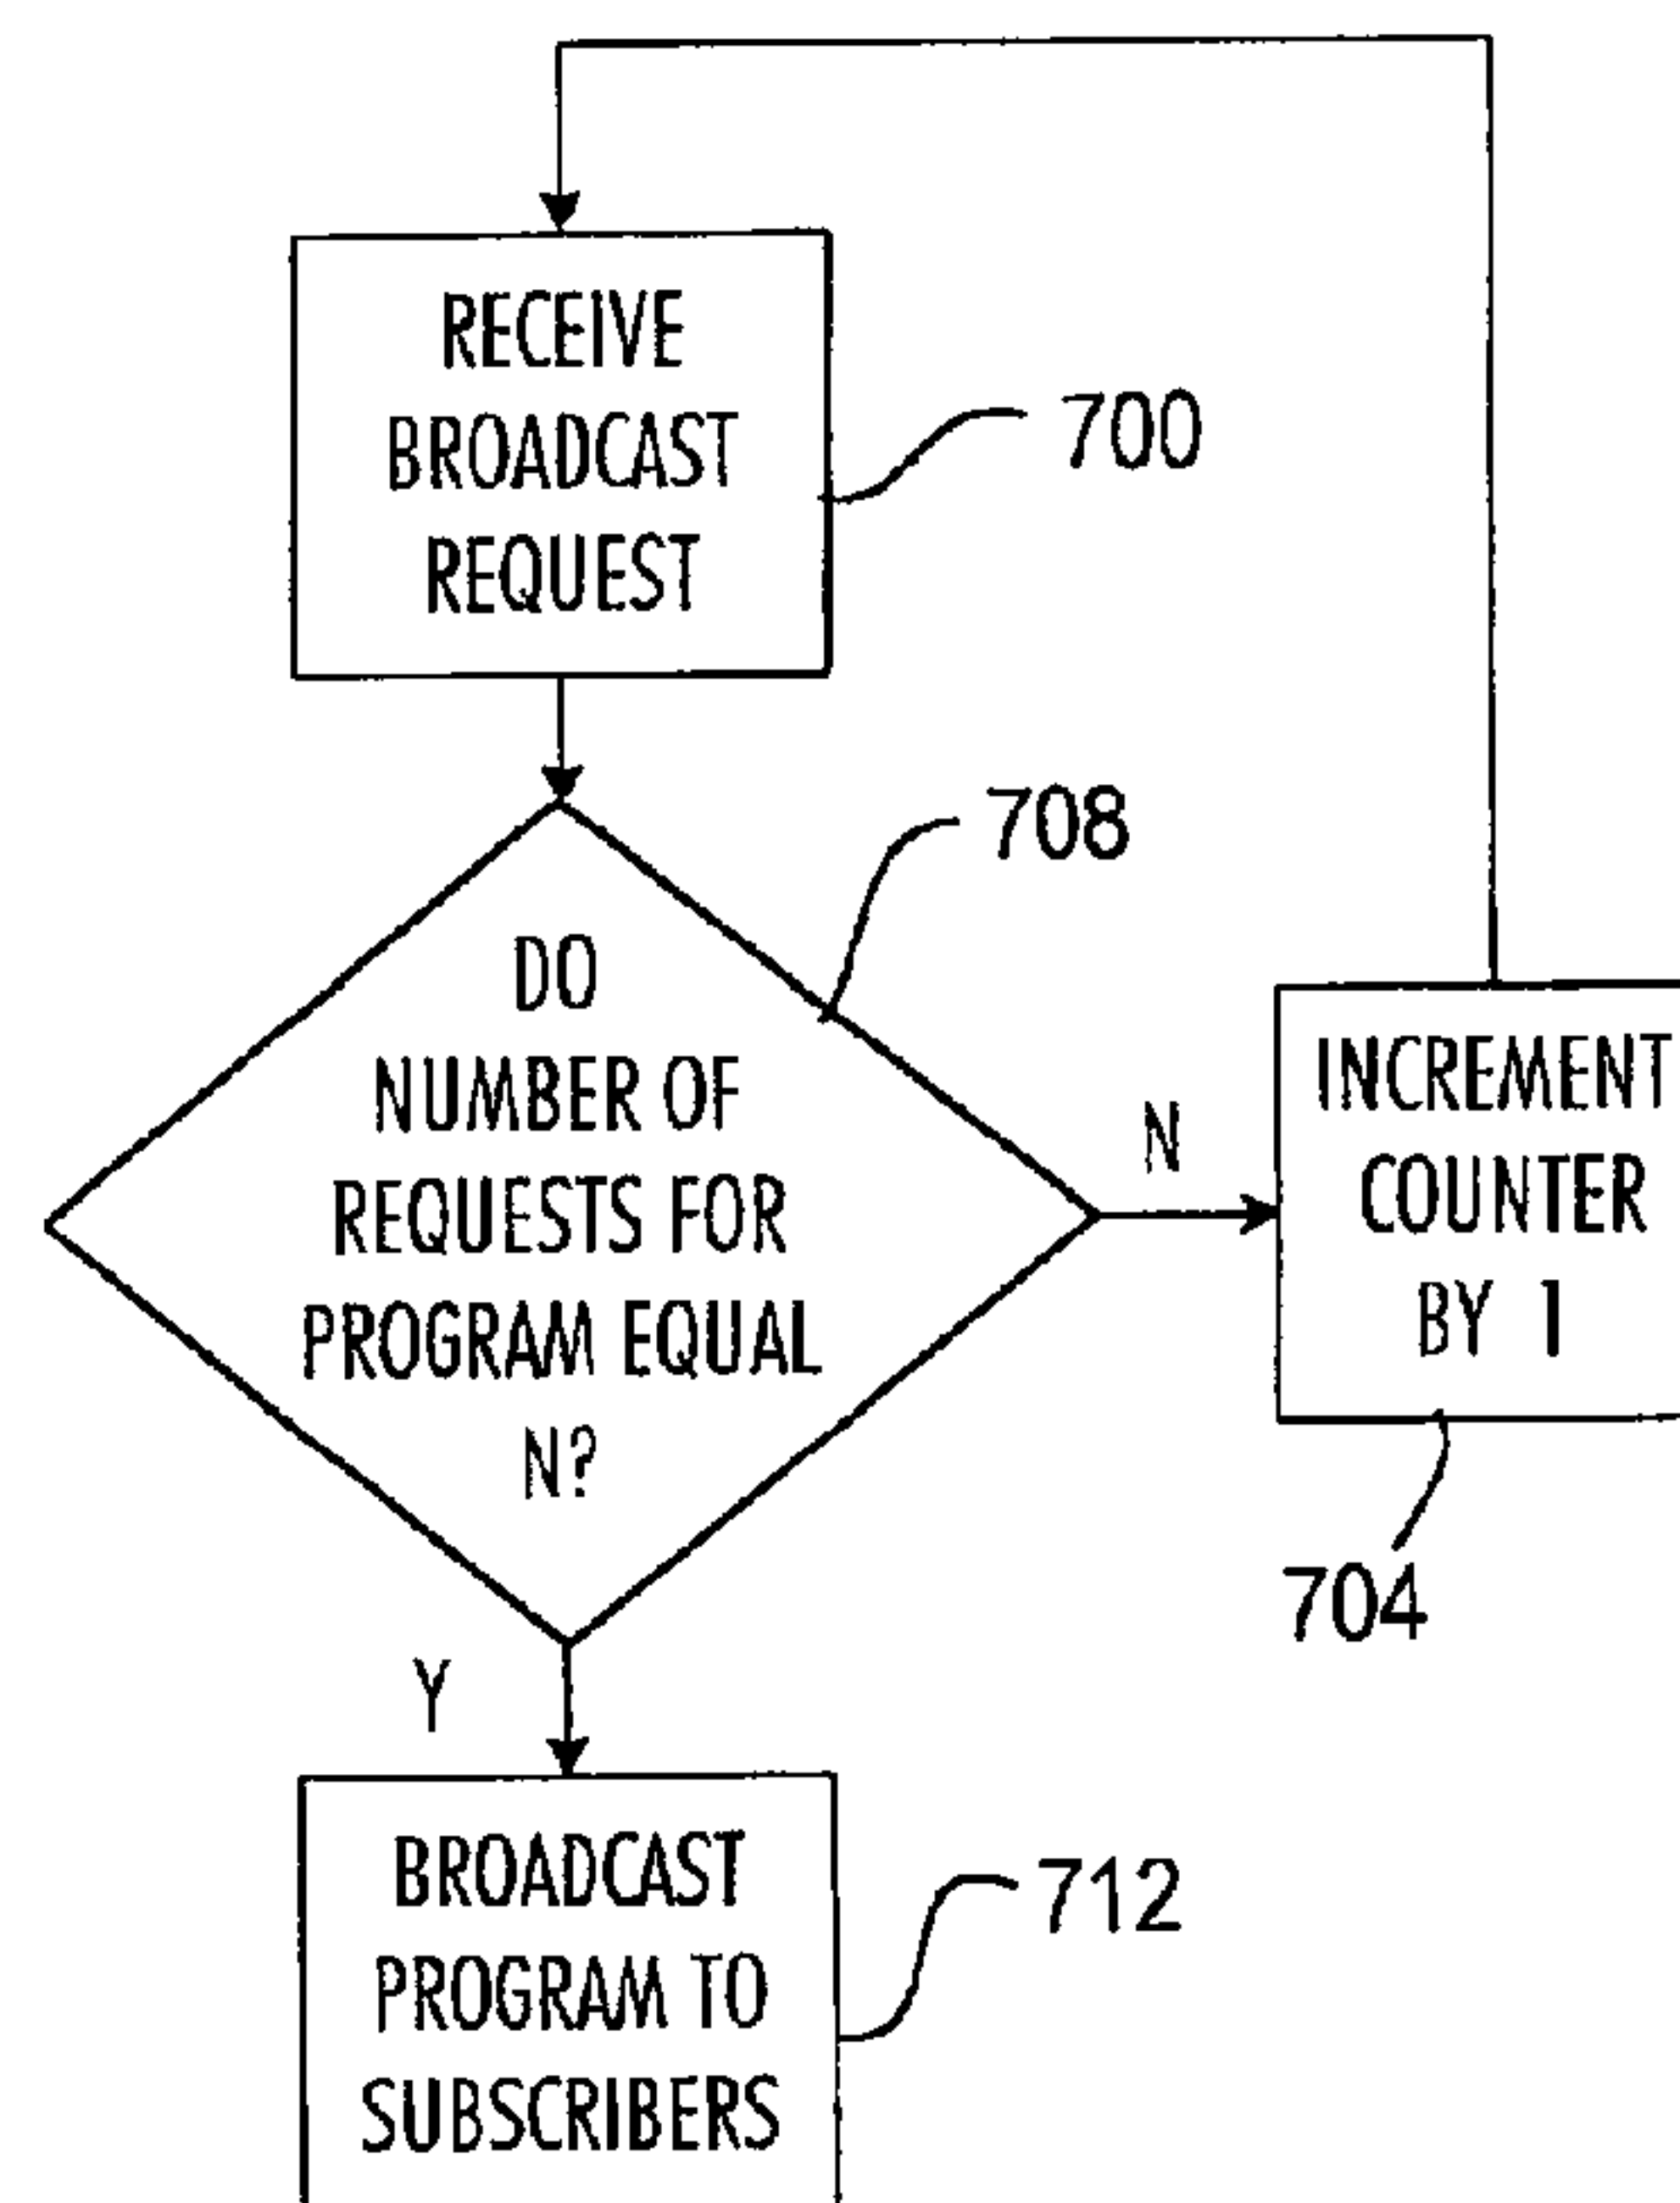 RECEIVE
BROADCAST
REQUEST
700
708
DO
NUMBER OF
REQUESTS FOR
PROGRAM EQUAL
N?
N
INCREMENT
COUNTER
BY 1
704
Y
BROADCAST
PROGRAM TO
SUBSCRIBERS
712